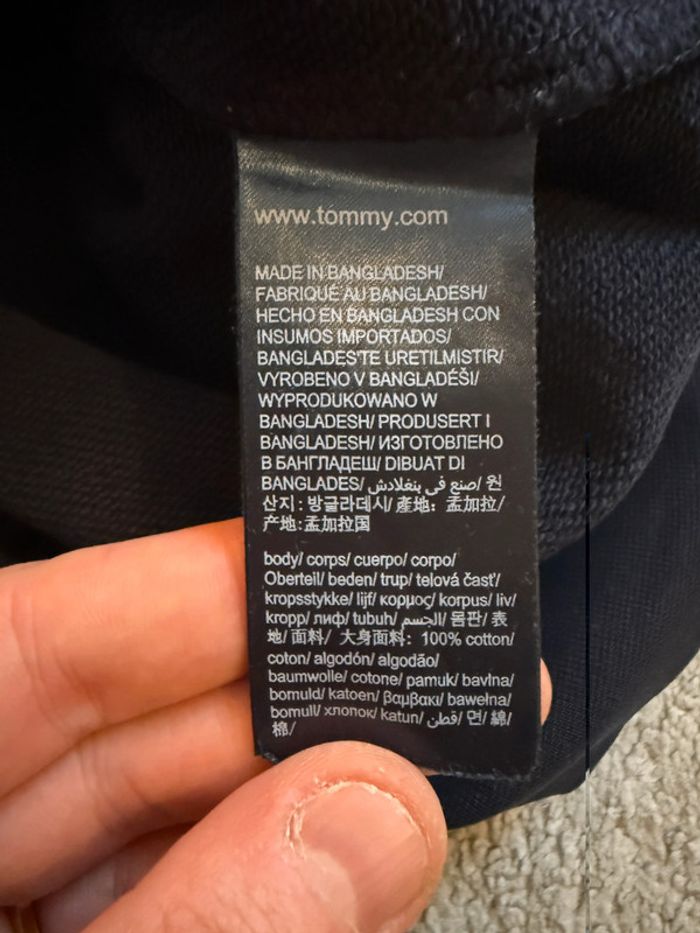 www.tommy.com
MADE IN BANGLADESH/
FABRIQUÉ AU BANGLADESH/
HECHO EN BANGLADESH CON
INSUMOS IMPORTADOS/
BANGLADEŞ'TE URETILMISTIR/
VYROBENO V BANGLADÉŠI/
WYPRODUKOWANO W
BANGLADESH/ PRODUSERT I
BANGLADESH/ ИЗГОТОВЛЕНО
В БАНГЛАДЕШ/ DIBUAT DI
BANGLADES/ صنع في بنغلادش/ 원
산지: 방글라데시/ 產地: 孟加拉/
产地:孟加拉国
body/ corps/ cuerpo/ corpo/
Oberteil/ beden/ trup/ telová časť/
kropsstykke/ lijf/ κορμος/ korpus/ liv/
kropp/ лиф/ tubuh/ الجسم/ 몸판/ 表
地/ 面料/ 大身面料: 100% cotton/
coton/ algodón/ algodão/
baumwolle/ cotone/ pamuk/ bavlna/
bomuld/ katoen/ βαμβακι/ bawełna/
bomull/ хлопок/ katun/ قطن/ 면/ 綿/
棉/